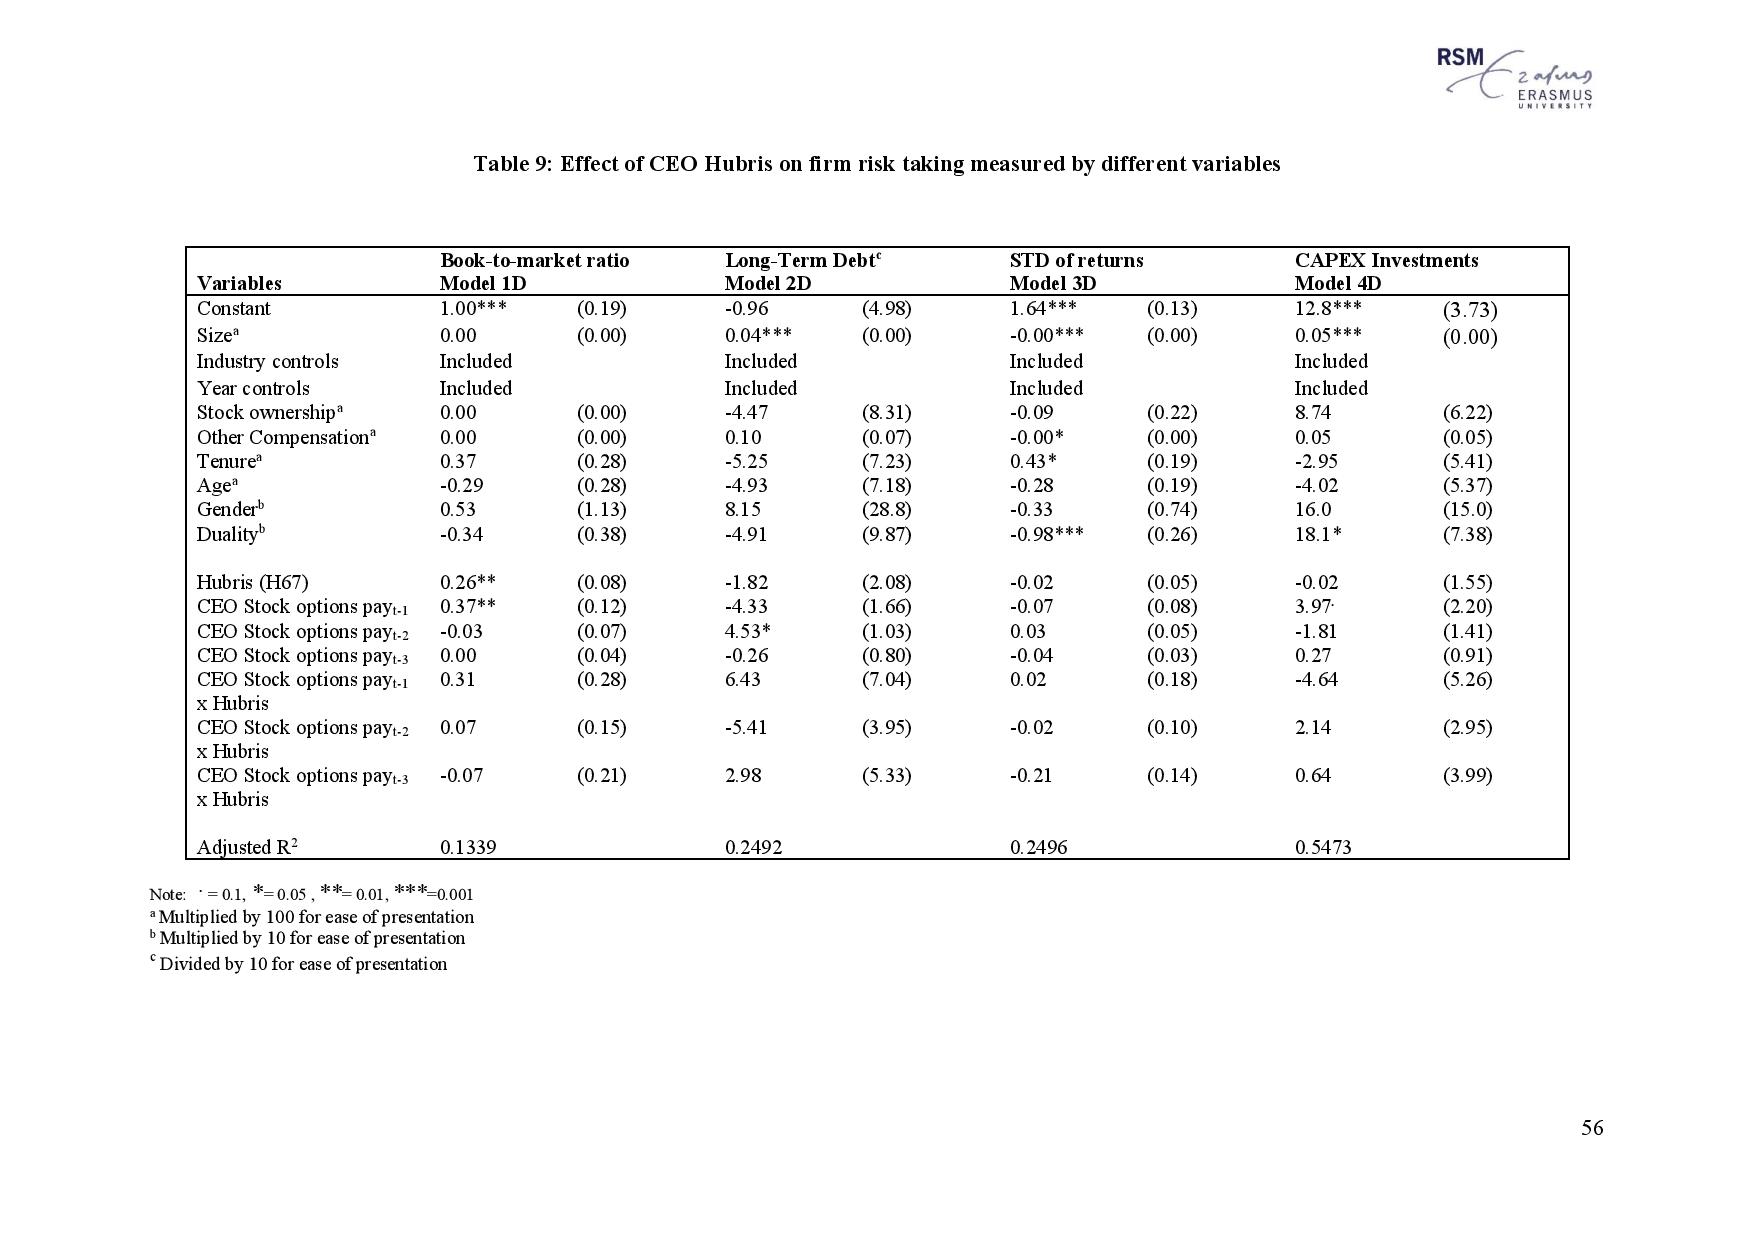 RSM
Erasmus
ERASMUS
UNIVERSITY
Table 9: Effect of CEO Hubris on firm risk taking measured by different variables
Book-to-market ratio Long-Term Debtᶜ STD of returns CAPEX Investments
Variables Model 1D Model 2D Model 3D Model 4D
Constant 1.00*** (0.19) -0.96 (4.98) 1.64*** (0.13) 12.8*** (3.73)
Sizeᵃ 0.00 (0.00) 0.04*** (0.00) -0.00*** (0.00) 0.05*** (0.00)
Industry controls Included Included Included Included
Year controls Included Included Included Included
Stock ownershipᵃ 0.00 (0.00) -4.47 (8.31) -0.09 (0.22) 8.74 (6.22)
Other Compensationᵃ 0.00 (0.00) 0.10 (0.07) -0.00* (0.00) 0.05 (0.05)
Tenureᵃ 0.37 (0.28) -5.25 (7.23) 0.43* (0.19) -2.95 (5.41)
Ageᵃ -0.29 (0.28) -4.93 (7.18) -0.28 (0.19) -4.02 (5.37)
Genderᵇ 0.53 (1.13) 8.15 (28.8) -0.33 (0.74) 16.0 (15.0)
Dualityᵇ -0.34 (0.38) -4.91 (9.87) -0.98*** (0.26) 18.1* (7.38)
Hubris (H67) 0.26** (0.08) -1.82 (2.08) -0.02 (0.05) -0.02 (1.55)
CEO Stock options payₜ₋₁ 0.37** (0.12) -4.33 (1.66) -0.07 (0.08) 3.97· (2.20)
CEO Stock options payₜ₋₂ -0.03 (0.07) 4.53* (1.03) 0.03 (0.05) -1.81 (1.41)
CEO Stock options payₜ₋₃ 0.00 (0.04) -0.26 (0.80) -0.04 (0.03) 0.27 (0.91)
CEO Stock options payₜ₋₁ 0.31 (0.28) 6.43 (7.04) 0.02 (0.18) -4.64 (5.26)
x Hubris
CEO Stock options payₜ₋₂ 0.07 (0.15) -5.41 (3.95) -0.02 (0.10) 2.14 (2.95)
x Hubris
CEO Stock options payₜ₋₃ -0.07 (0.21) 2.98 (5.33) -0.21 (0.14) 0.64 (3.99)
x Hubris
Adjusted R² 0.1339 0.2492 0.2496 0.5473
Note: · = 0.1, *= 0.05 , **= 0.01, ***=0.001
ᵃ Multiplied by 100 for ease of presentation
ᵇ Multiplied by 10 for ease of presentation
ᶜ Divided by 10 for ease of presentation
56